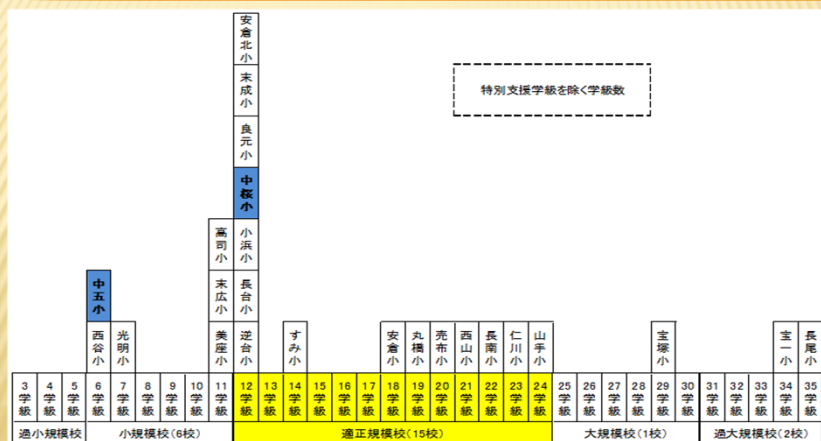 特別支援学級を除く学級数
安倉北小
末成小
良元小
中桜小
高司小
小浜小
中五小
末広小
長台小
西谷小
光明小
美座小
逆台小
すみ小
安倉小
丸橋小
売布小
西山小
長南小
仁川小
山手小
宝塚小
宝一小
長尾小
3学級
4学級
5学級
6学級
7学級
8学級
9学級
10学級
11学級
12学級
13学級
14学級
15学級
16学級
17学級
18学級
19学級
20学級
21学級
22学級
23学級
24学級
25学級
26学級
27学級
28学級
29学級
30学級
31学級
32学級
33学級
34学級
35学級
過小規模校
小規模校(6校)
適正規模校(15校)
大規模校(1校)
過大規模校(2校)